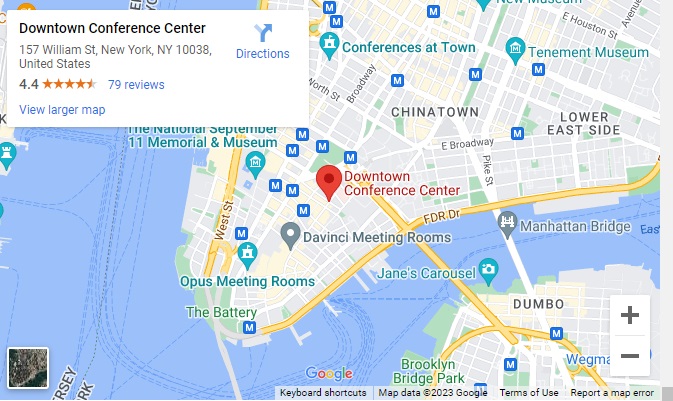 Downtown Conference Center
157 William St, New York, NY 10038,
United States
4.4
79 reviews
View larger map
Directions
New Museum
E Houston St
Avenue
Conferences at Town
Tenement Museum
North St
Broadway
CHINATOWN
LOWER
EAST SIDE
The National September
11 Memorial & Museum
E Broadway
Pike St
Downtown
Conference Center
West St
FDR Dr
Manhattan Bridge
East
Davinci Meeting Rooms
Opus Meeting Rooms
Jane's Carousel
The Battery
DUMBO
Brooklyn
Bridge Park
Wegma
ERSEY
RK
Google
Keyboard shortcuts
Map data ©2023 Google
Terms of Use
Report a map error